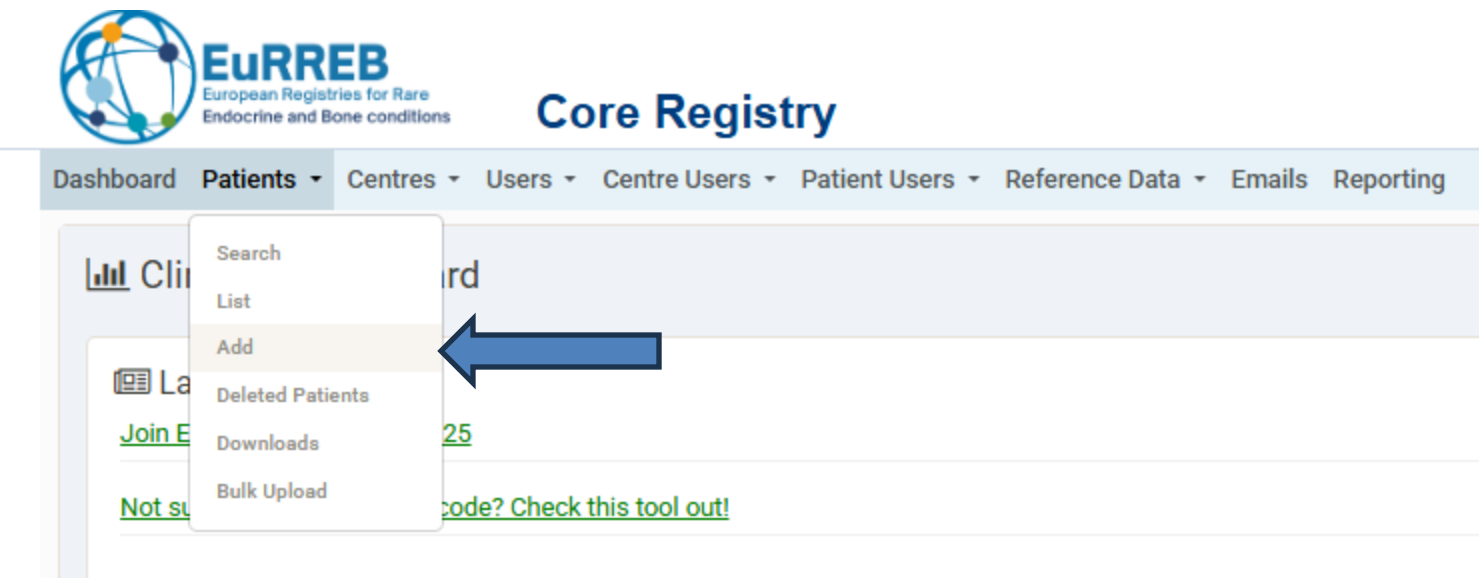 EuRREB
European Registries for Rare
Endocrine and Bone conditions
Core Registry
Dashboard Patients Centres Users Centre Users Patient Users Reference Data Emails Reporting
Search
List
Add
Deleted Patients
Downloads
Bulk Upload
Cli rd
La
Join E 25
Not su code? Check this tool out!